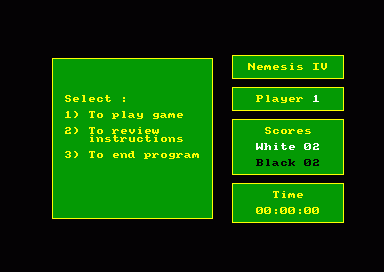 Select :
1) To play game
2) To review
instructions
3) To end program
Nemesis IV
Player 1
Scores
White 02
Black 02
Time
00:00:00